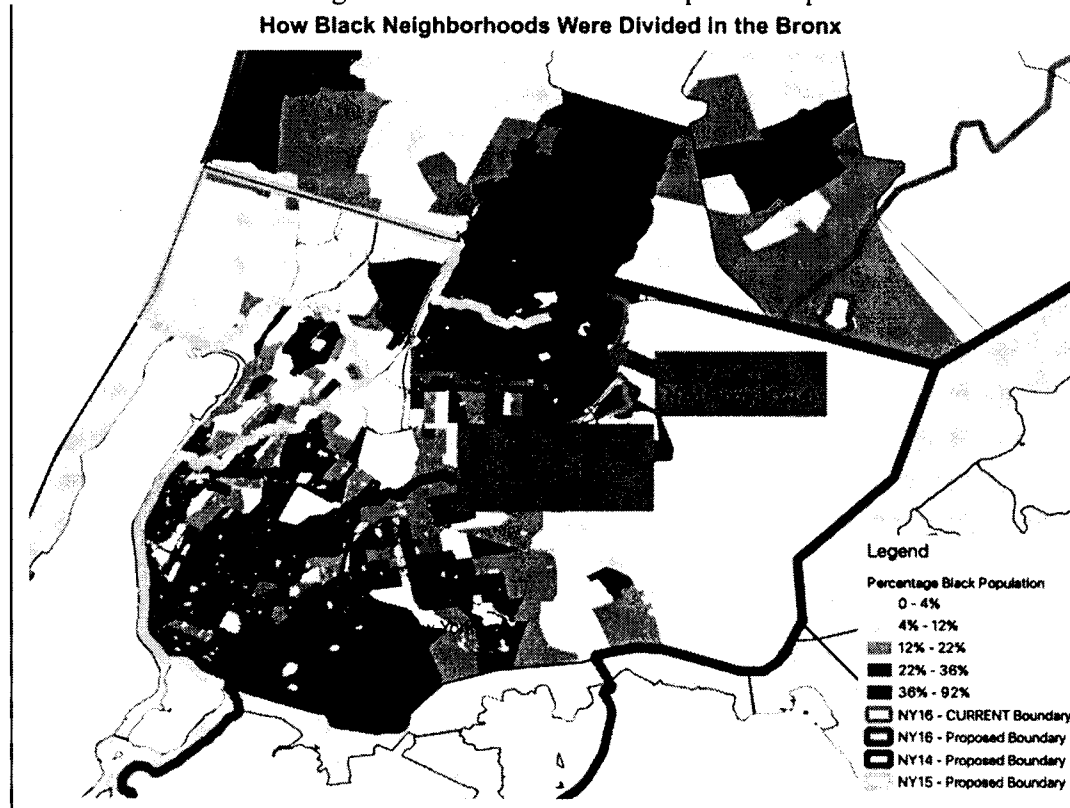 How Black Neighborhoods Were Divided in the Bronx
Legend
Percentage Black Population
0 - 4%
4% - 12%
12% - 22%
22% - 36%
36% - 92%
NY16 - CURRENT Boundary
NY16 - Proposed Boundary
NY14 - Proposed Boundary
NY15 - Proposed Boundary